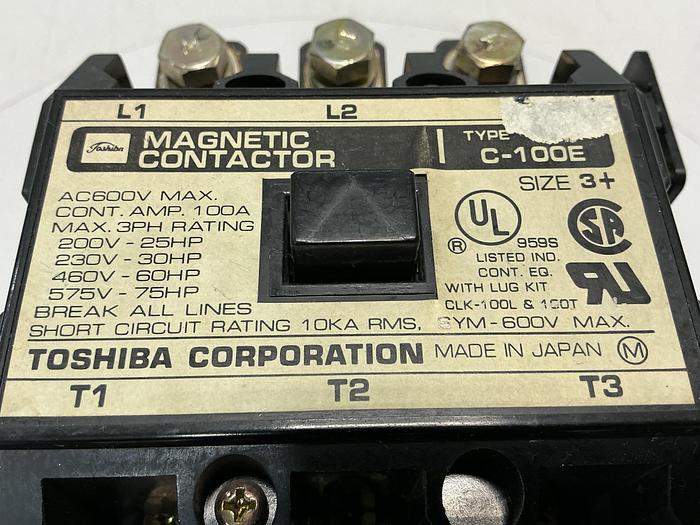 L1 L2
Toshiba MAGNETIC CONTACTOR TYPE
C-100E
SIZE 3+
AC600V MAX.
CONT. AMP. 100A
MAX. 3PH RATING
200V - 25HP
230V - 30HP
460V - 60HP
575V - 75HP
BREAK ALL LINES
SHORT CIRCUIT RATING 10KA RMS, SYM-600V MAX.
UL
® 959S
LISTED IND.
CONT. EQ.
WITH LUG KIT
CLK-100L & 150T
SA
TOSHIBA CORPORATION MADE IN JAPAN M
T1 T2 T3